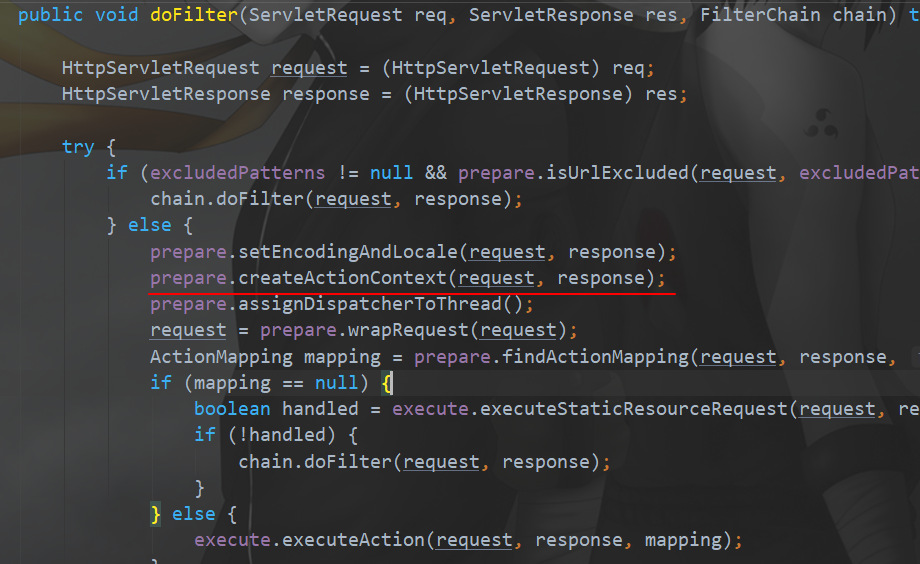 public void doFilter(ServletRequest req, ServletResponse res, FilterChain chain) t
HttpServletRequest request = (HttpServletRequest) req;
HttpServletResponse response = (HttpServletResponse) res;
try {
if (excludedPatterns != null && prepare.isUrlExcluded(request, excludedPat
chain.doFilter(request, response);
} else {
prepare.setEncodingAndLocale(request, response);
prepare.createActionContext(request, response);
prepare.assignDispatcherToThread();
request = prepare.wrapRequest(request);
ActionMapping mapping = prepare.findActionMapping(request, response,
if (mapping == null) {
boolean handled = execute.executeStaticResourceRequest(request, re
if (!handled) {
chain.doFilter(request, response);
}
} else {
execute.executeAction(request, response, mapping);
}